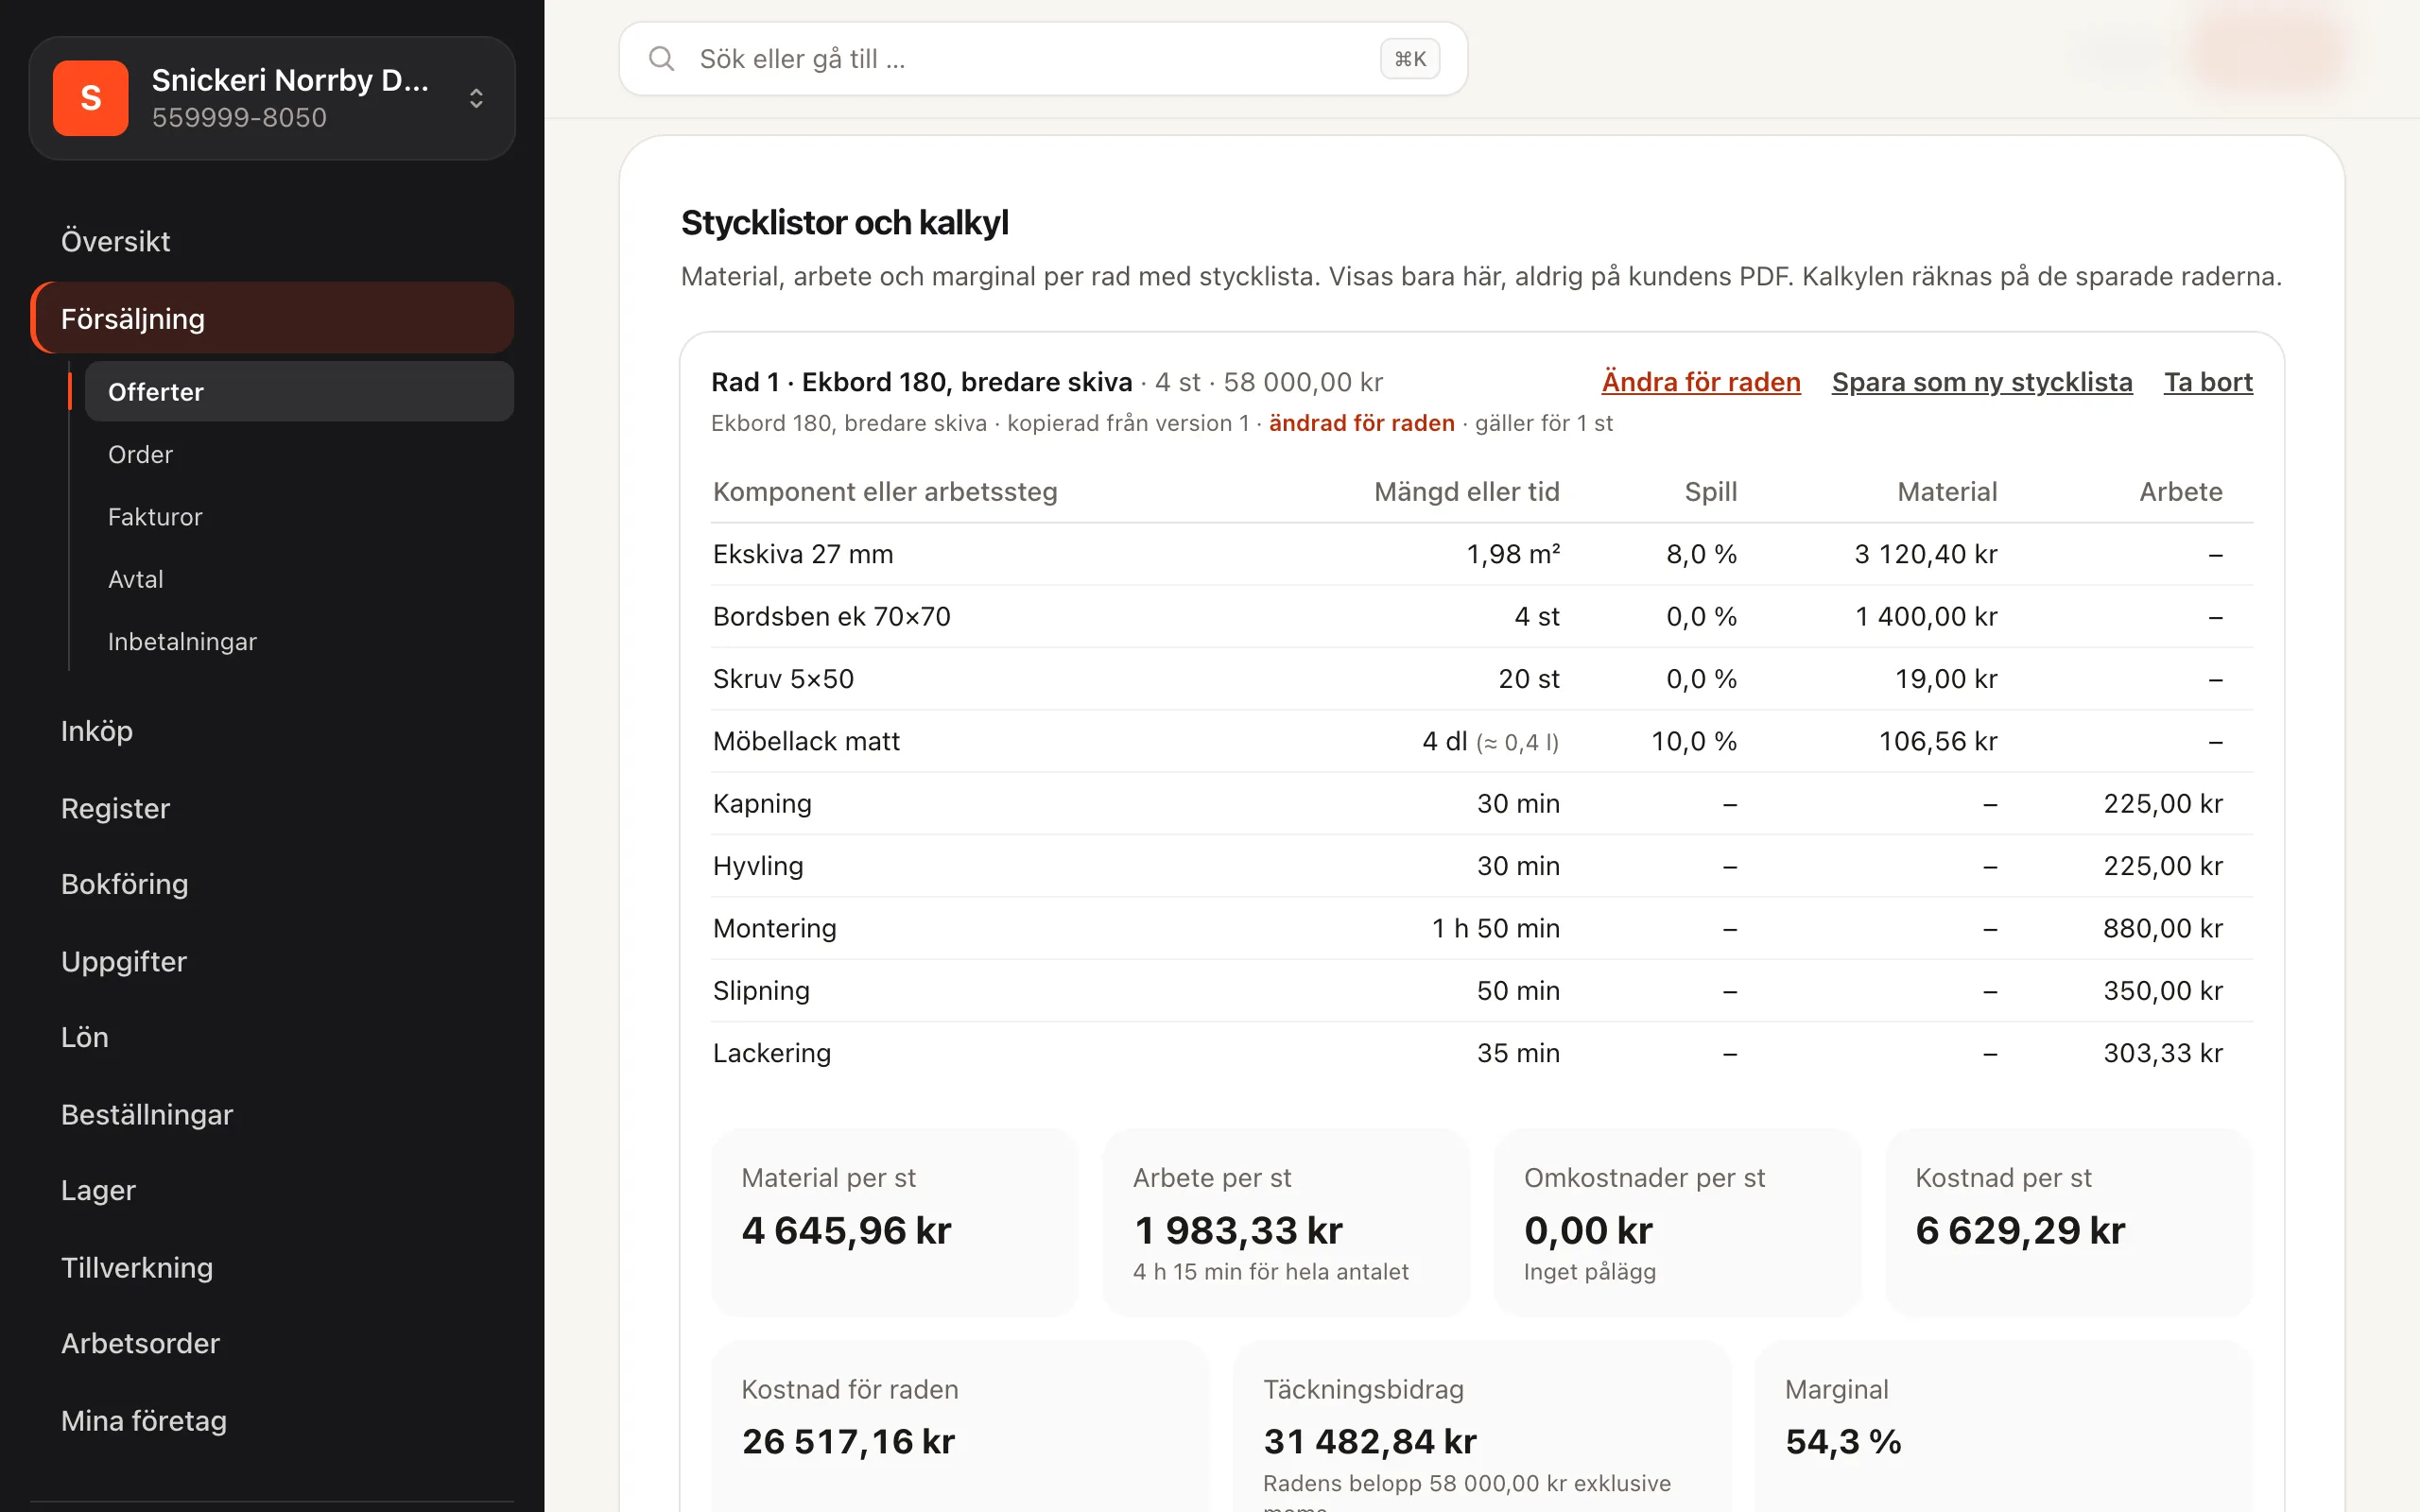 S
Snickeri Norrby D...
559999-8050
Översikt
Försäljning
Offerter
Order
Fakturor
Avtal
Inbetalningar
Inköp
Register
Bokföring
Uppgifter
Lön
Beställningar
Lager
Tillverkning
Arbetsorder
Mina företag
Sök eller gå till ... ⌘K
Stycklistor och kalkyl
Material, arbete och marginal per rad med stycklista. Visas bara här, aldrig på kundens PDF. Kalkylen räknas på de sparade raderna.
Rad 1 · Ekbord 180, bredare skiva · 4 st · 58 000,00 kr Ändra för raden Spara som ny stycklista Ta bort
Ekbord 180, bredare skiva · kopierad från version 1 · ändrad för raden · gäller för 1 st
Komponent eller arbetssteg Mängd eller tid Spill Material Arbete
Ekskiva 27 mm 1,98 m² 8,0 % 3 120,40 kr –
Bordsben ek 70×70 4 st 0,0 % 1 400,00 kr –
Skruv 5×50 20 st 0,0 % 19,00 kr –
Möbellack matt 4 dl (≈ 0,4 l) 10,0 % 106,56 kr –
Kapning 30 min – – 225,00 kr
Hyvling 30 min – – 225,00 kr
Montering 1 h 50 min – – 880,00 kr
Slipning 50 min – – 350,00 kr
Lackering 35 min – – 303,33 kr
Material per st Arbete per st Omkostnader per st Kostnad per st
4 645,96 kr 1 983,33 kr 0,00 kr 6 629,29 kr
4 h 15 min för hela antalet Inget pålägg
Kostnad för raden Täckningsbidrag Marginal
26 517,16 kr 31 482,84 kr 54,3 %
Radens belopp 58 000,00 kr exklusive